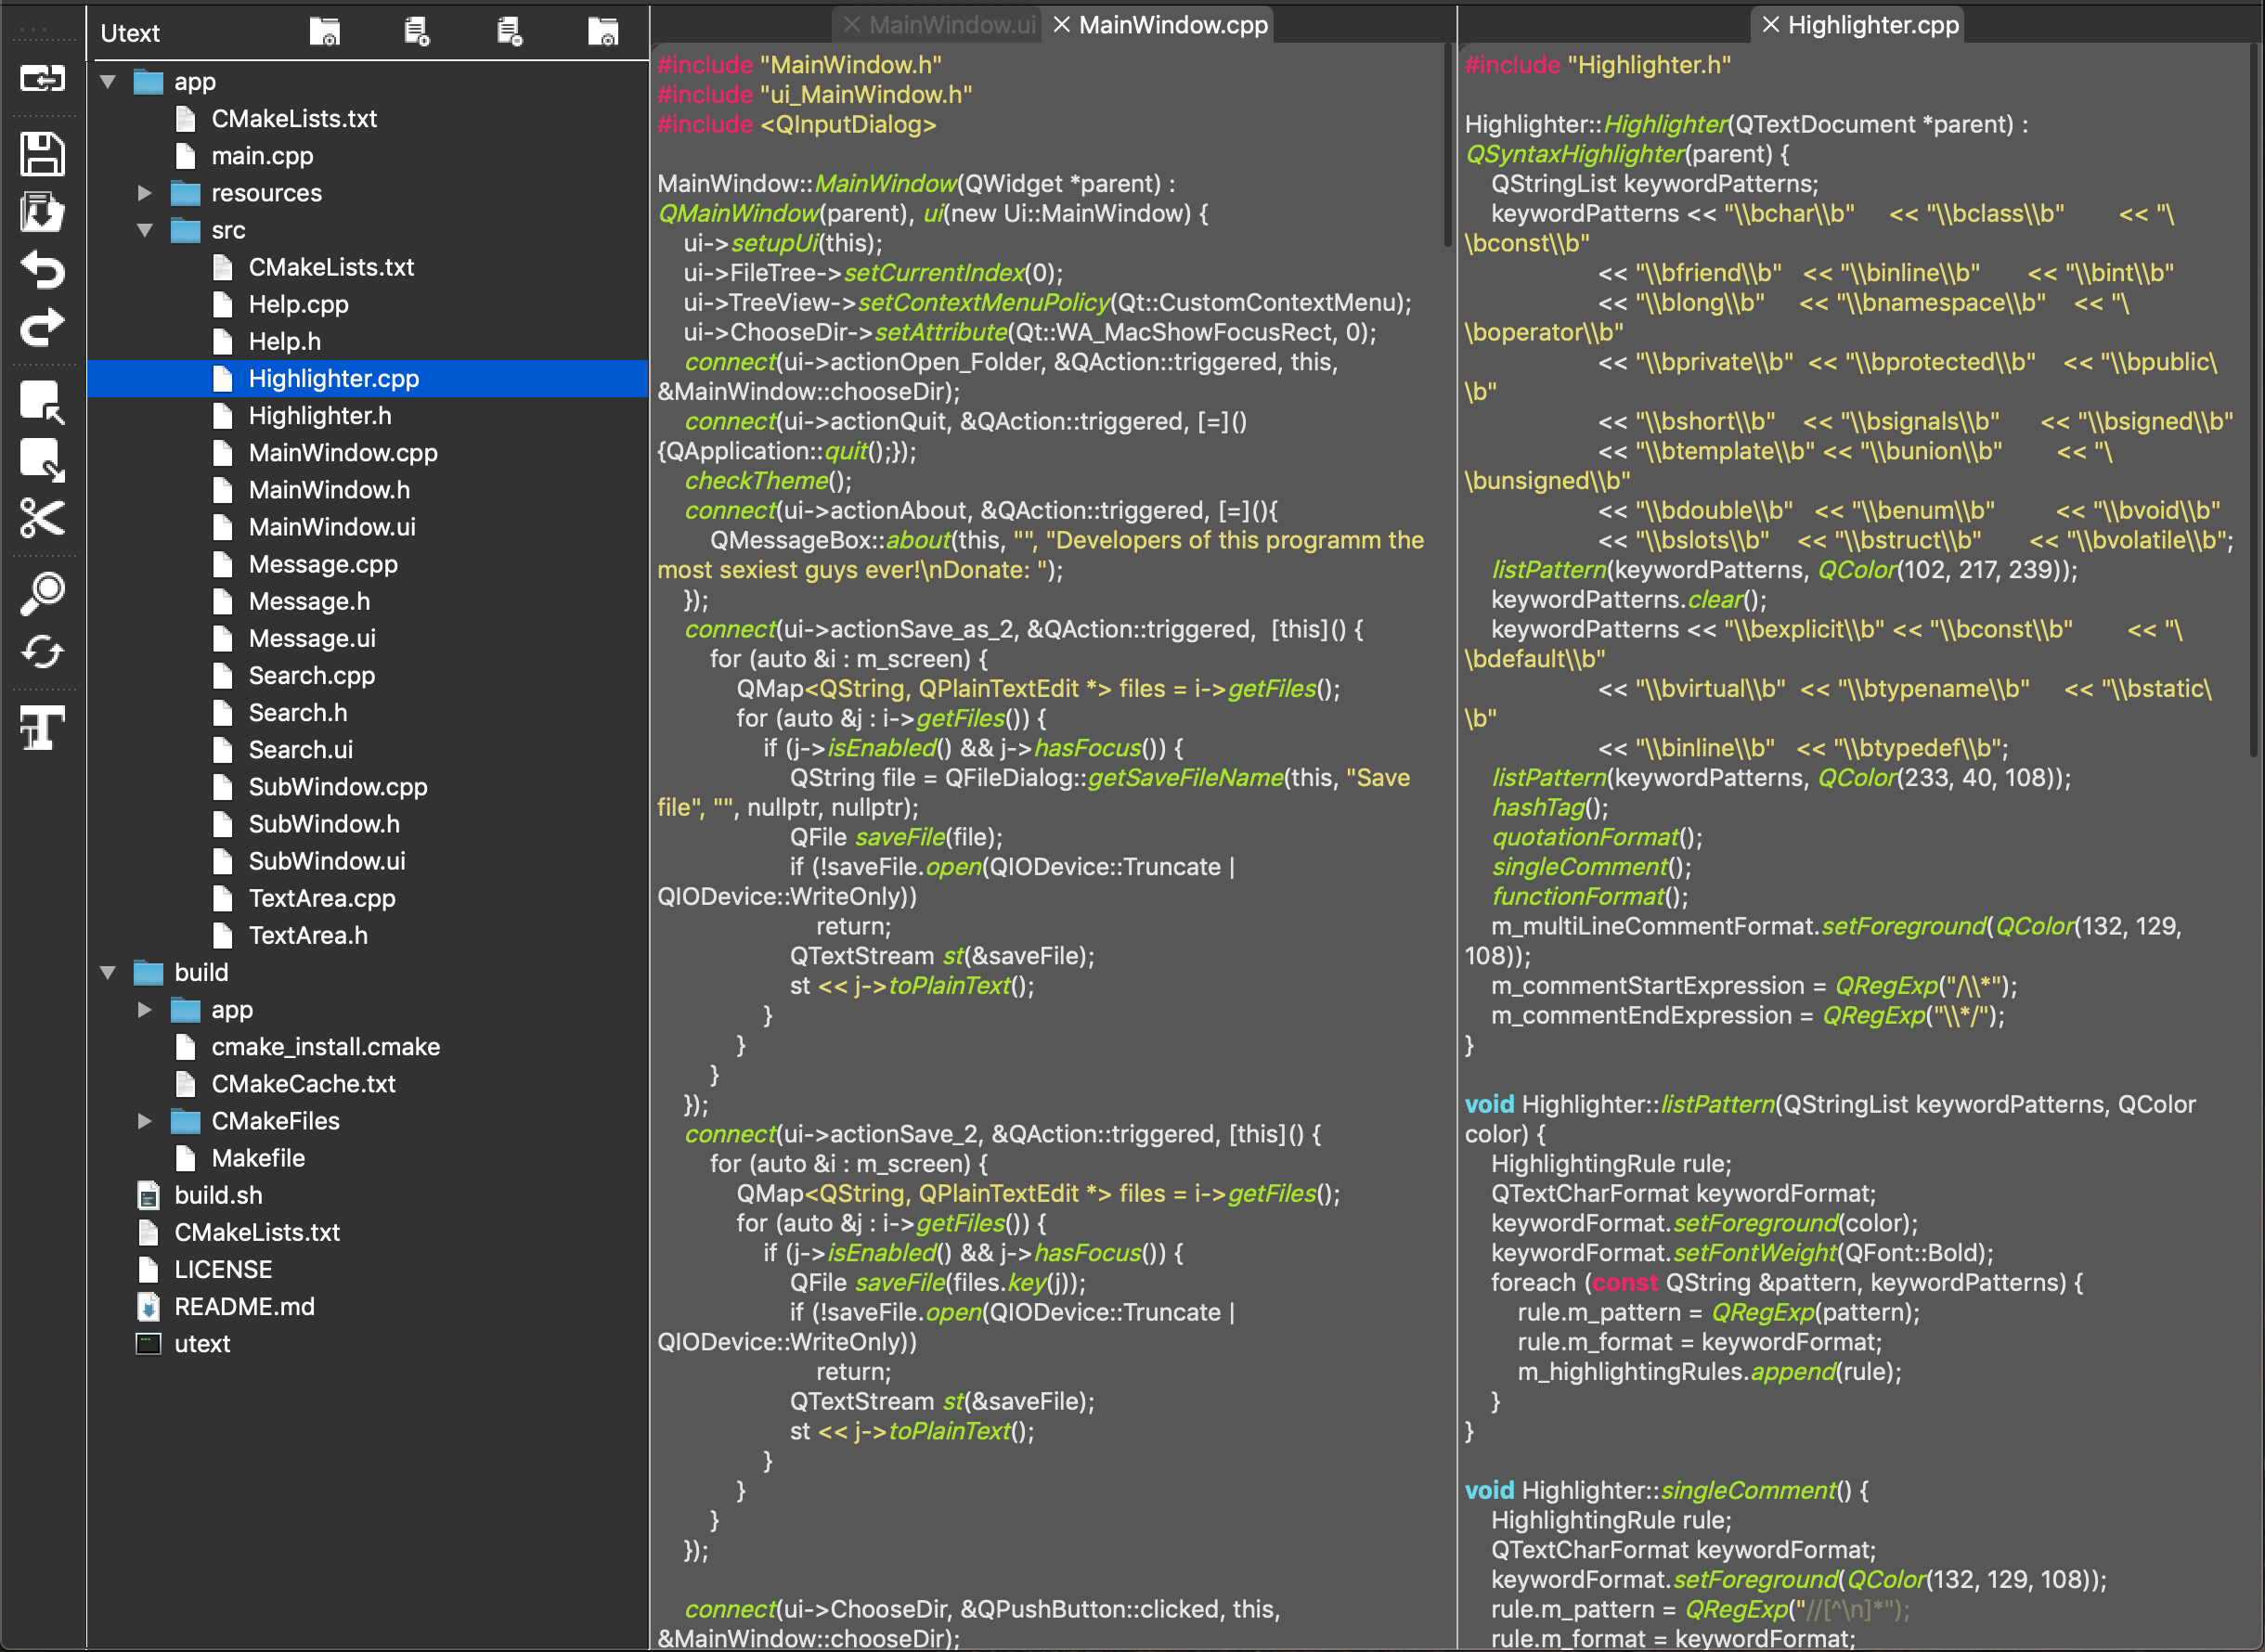 Utext
app
CMakeLists.txt
main.cpp
resources
src
CMakeLists.txt
Help.cpp
Help.h
Highlighter.cpp
Highlighter.h
MainWindow.cpp
MainWindow.h
MainWindow.ui
Message.cpp
Message.h
Message.ui
Search.cpp
Search.h
Search.ui
SubWindow.cpp
SubWindow.h
SubWindow.ui
TextArea.cpp
TextArea.h
build
app
cmake_install.cmake
CMakeCache.txt
CMakeFiles
Makefile
build.sh
CMakeLists.txt
LICENSE
README.md
utext
MainWindow.ui
MainWindow.cpp
#include "MainWindow.h"
#include "ui_MainWindow.h"
#include <QInputDialog>
MainWindow::MainWindow(QWidget *parent) :
QMainWindow(parent), ui(new Ui::MainWindow) {
ui->setupUi(this);
ui->FileTree->setCurrentIndex(0);
ui->TreeView->setContextMenuPolicy(Qt::CustomContextMenu);
ui->ChooseDir->setAttribute(Qt::WA_MacShowFocusRect, 0);
connect(ui->actionOpen_Folder, &QAction::triggered, this,
&MainWindow::chooseDir);
connect(ui->actionQuit, &QAction::triggered, [=]()
{QApplication::quit();});
checkTheme();
connect(ui->actionAbout, &QAction::triggered, [=](){
QMessageBox::about(this, "", "Developers of this programm the
most sexiest guys ever!\nDonate: ");
});
connect(ui->actionSave_as_2, &QAction::triggered,  [this]() {
for (auto &i : m_screen) {
QMap<QString, QPlainTextEdit *> files = i->getFiles();
for (auto &j : i->getFiles()) {
if (j->isEnabled() && j->hasFocus()) {
QString file = QFileDialog::getSaveFileName(this, "Save
file", "", nullptr, nullptr);
QFile saveFile(file);
if (!saveFile.open(QIODevice::Truncate |
QIODevice::WriteOnly))
return;
QTextStream st(&saveFile);
st << j->toPlainText();
}
}
}
});
connect(ui->actionSave_2, &QAction::triggered, [this]() {
for (auto &i : m_screen) {
QMap<QString, QPlainTextEdit *> files = i->getFiles();
for (auto &j : i->getFiles()) {
if (j->isEnabled() && j->hasFocus()) {
QFile saveFile(files.key(j));
if (!saveFile.open(QIODevice::Truncate |
QIODevice::WriteOnly))
return;
QTextStream st(&saveFile);
st << j->toPlainText();
}
}
}
});
connect(ui->ChooseDir, &QPushButton::clicked, this,
&MainWindow::chooseDir);
Highlighter.cpp
#include "Highlighter.h"
Highlighter::Highlighter(QTextDocument *parent) :
QSyntaxHighlighter(parent) {
QStringList keywordPatterns;
keywordPatterns << "\\bchar\\b" << "\\bclass\\b" << "\
\bconst\\b"
<< "\\bfriend\\b" << "\\binline\\b" << "\\bint\\b"
<< "\\blong\\b" << "\\bnamespace\\b" << "\
\boperator\\b"
<< "\\bprivate\\b" << "\\bprotected\\b" << "\\bpublic\
\b"
<< "\\bshort\\b" << "\\bsignals\\b" << "\\bsigned\\b"
<< "\\btemplate\\b" << "\\bunion\\b" << "\
\bunsigned\\b"
<< "\\bdouble\\b" << "\\benum\\b" << "\\bvoid\\b"
<< "\\bslots\\b" << "\\bstruct\\b" << "\\bvolatile\\b";
listPattern(keywordPatterns, QColor(102, 217, 239));
keywordPatterns.clear();
keywordPatterns << "\\bexplicit\\b" << "\\bconst\\b" << "\
\bdefault\\b"
<< "\\bvirtual\\b" << "\\btypename\\b" << "\\bstatic\
\b"
<< "\\binline\\b" << "\\btypedef\\b";
listPattern(keywordPatterns, QColor(233, 40, 108));
hashTag();
quotationFormat();
singleComment();
functionFormat();
m_multiLineCommentFormat.setForeground(QColor(132, 129,
108));
m_commentStartExpression = QRegExp("/\\*");
m_commentEndExpression = QRegExp("\\*/");
}
void Highlighter::listPattern(QStringList keywordPatterns, QColor
color) {
HighlightingRule rule;
QTextCharFormat keywordFormat;
keywordFormat.setForeground(color);
keywordFormat.setFontWeight(QFont::Bold);
foreach (const QString &pattern, keywordPatterns) {
rule.m_pattern = QRegExp(pattern);
rule.m_format = keywordFormat;
m_highlightingRules.append(rule);
}
}
void Highlighter::singleComment() {
HighlightingRule rule;
QTextCharFormat keywordFormat;
keywordFormat.setForeground(QColor(132, 129, 108));
rule.m_pattern = QRegExp("//[^\n]*");
rule.m_format = keywordFormat;